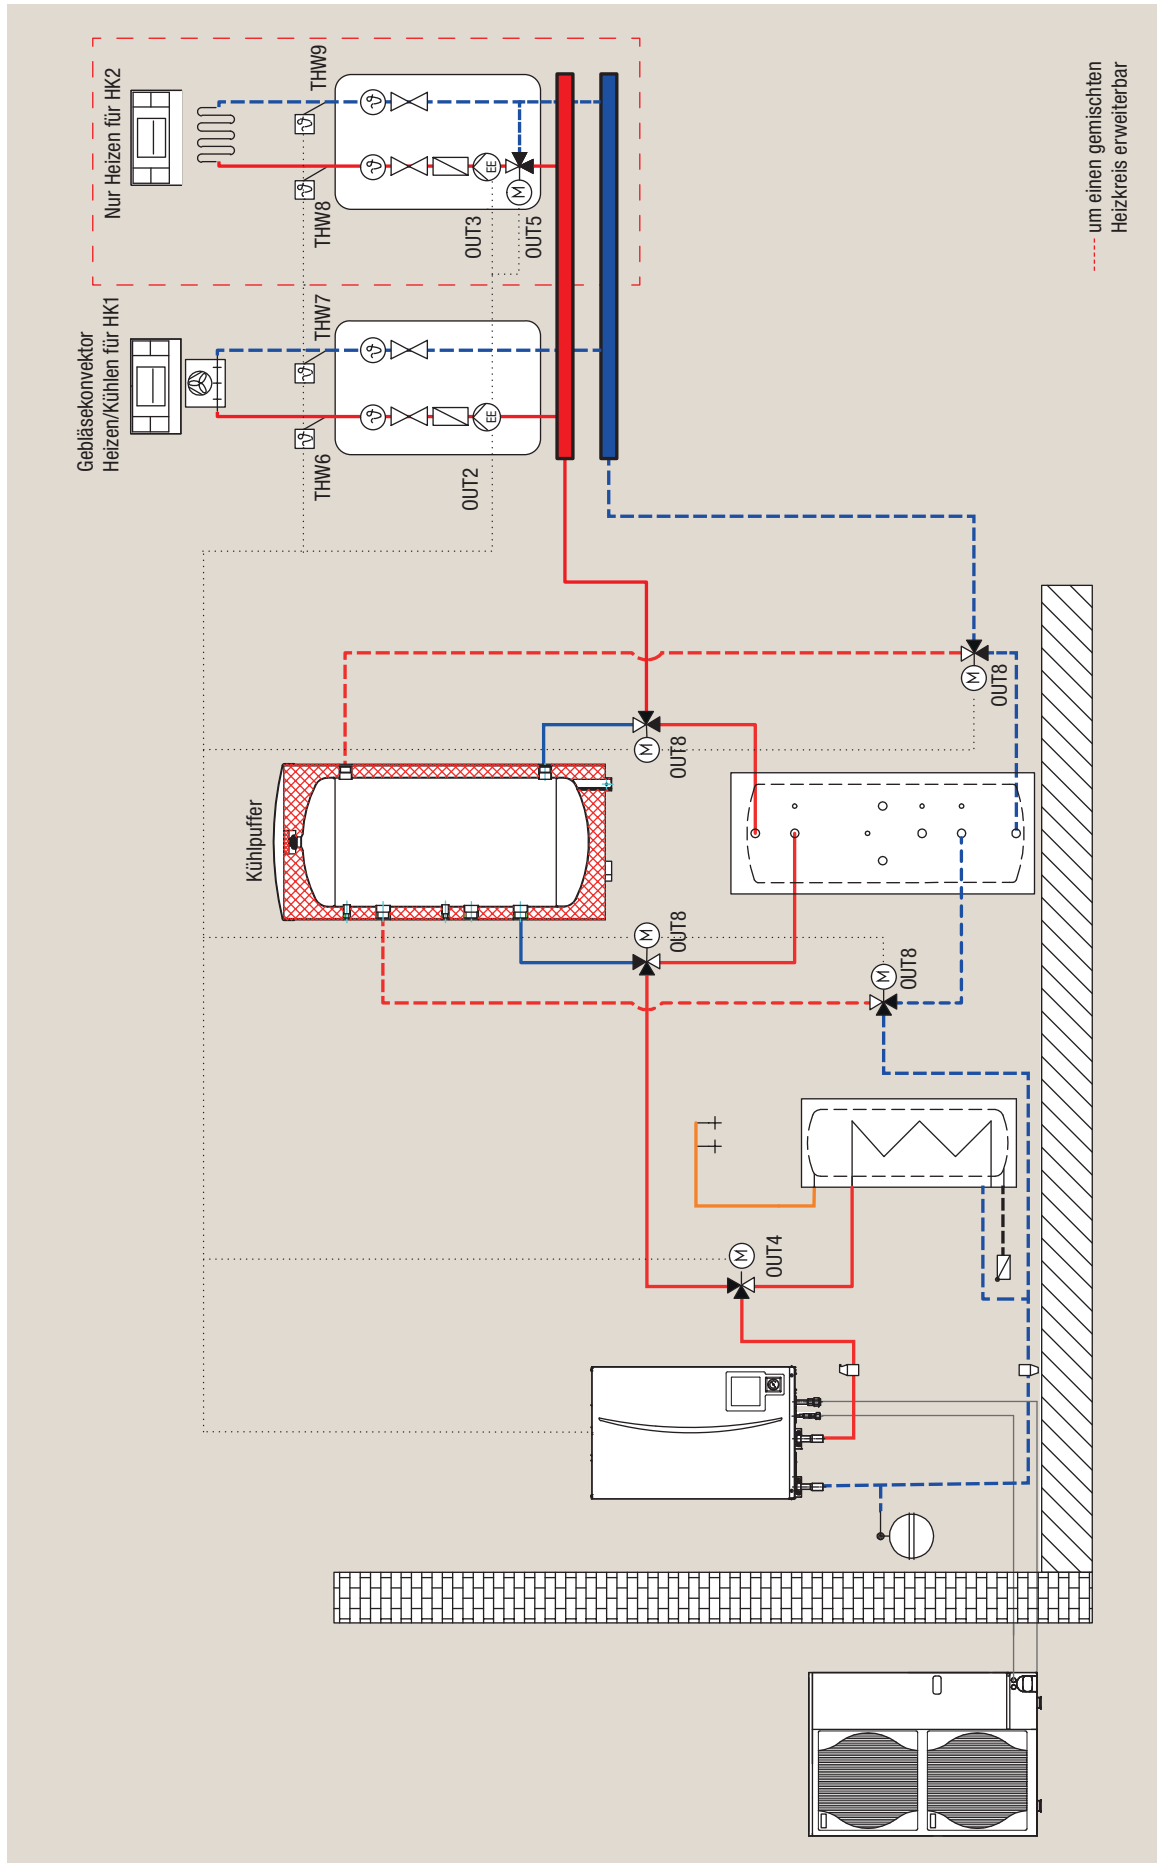 Gebläsekonvektor
Heizen/Kühlen für HK1
Nur Heizen für HK2
THW6
THW7
THW8
THW9
EE
EE
M
OUT2
OUT3
OUT5
Kühlpuffer
M
OUT8
M
OUT8
M
OUT8
M
OUT8
M
OUT4
um einen gemischten
Heizkreis erweiterbar